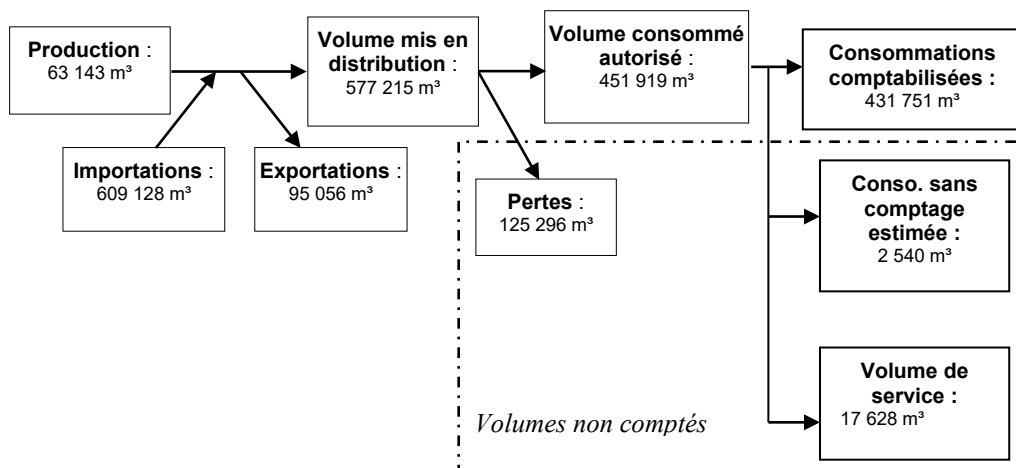 Production :
63 143 m³
Volume mis en
distribution :
577 215 m³
Volume consommé
autorisé :
451 919 m³
Consommations
comptabilisées :
431 751 m³
Importations :
609 128 m³
Exportations :
95 056 m³
Pertes :
125 296 m³
Conso. sans
comptage
estimée :
2 540 m³
Volume de
service :
17 628 m³
Volumes non comptés